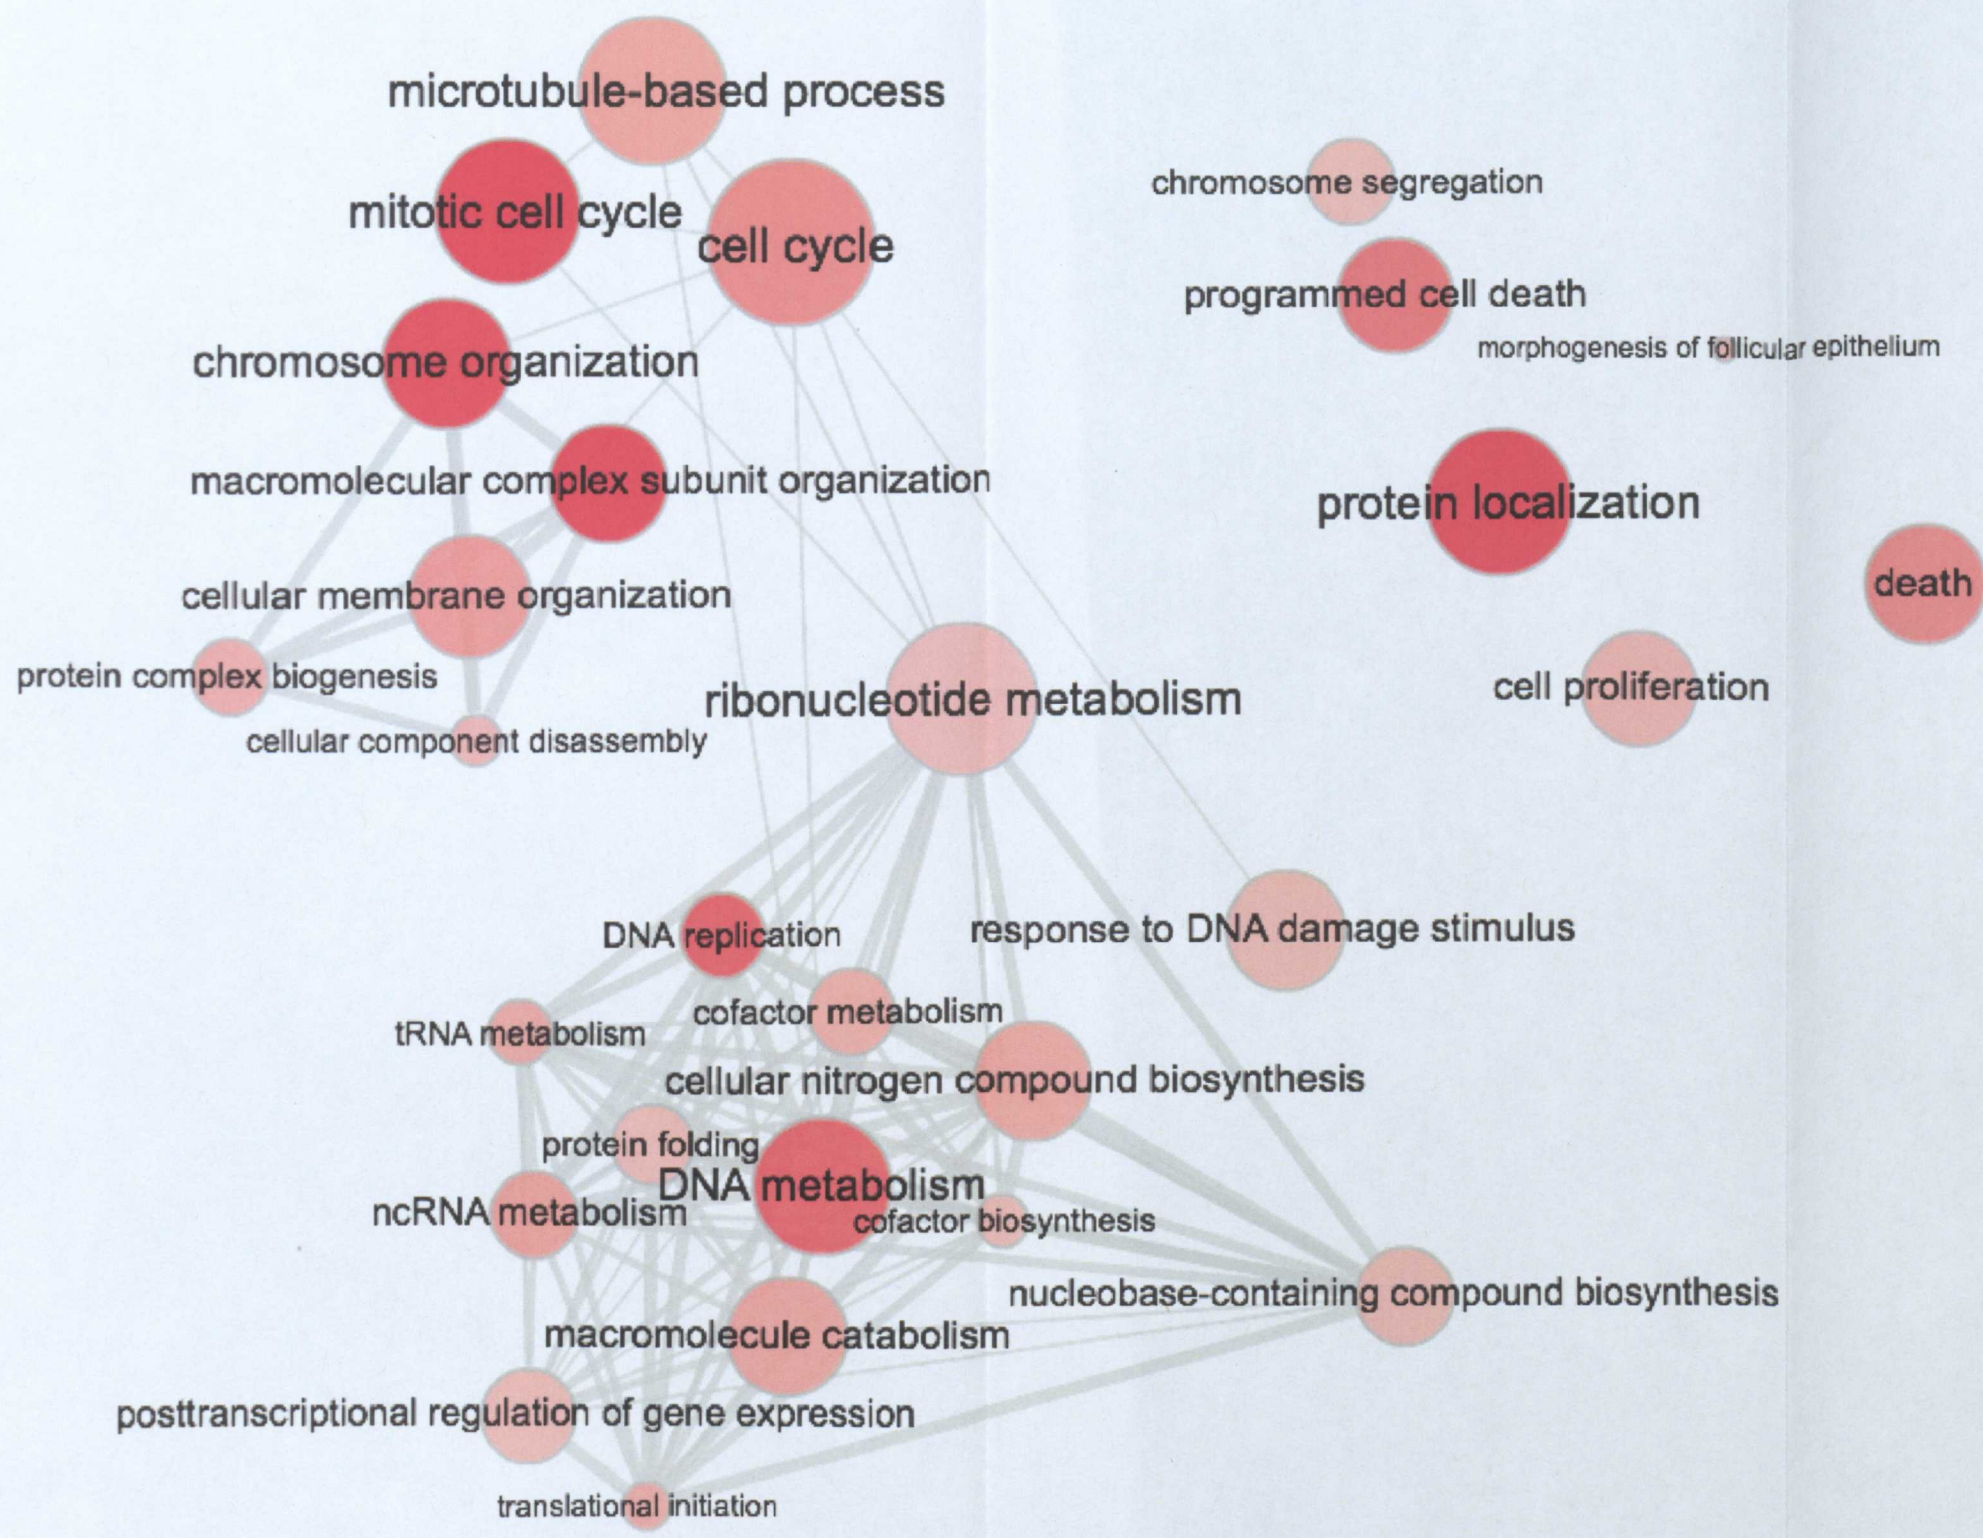 microtubule-based process
chromosome segregation
mitotic cell cycle
cell cycle
programmed cell death
morphogenesis of follicular epithelium
chromosome organization
macromolecular complex subunit organization
protein localization
cellular membrane organization
death
protein complex biogenesis
cell proliferation
ribonucleotide metabolism
cellular component disassembly
DNA replication
response to DNA damage stimulus
cofactor metabolism
tRNA metabolism
cellular nitrogen compound biosynthesis
protein folding
DNA metabolism
ncRNA metabolism
cofactor biosynthesis
nucleobase-containing compound biosynthesis
macromolecule catabolism
posttranscriptional regulation of gene expression
translational initiation